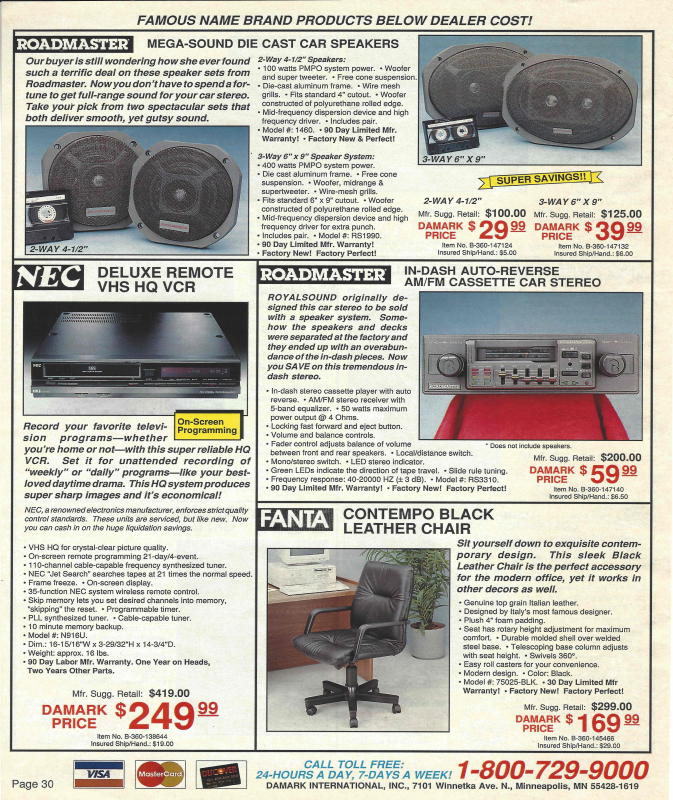 FAMOUS NAME BRAND PRODUCTS BELOW DEALER COST!
ROADMASTER
MEGA-SOUND DIE CAST CAR SPEAKERS
Our buyer is still wondering how she ever found
such a terrific deal on these speaker sets from
Roadmaster. Now you don't have to spend a for-
tune to get full-range sound for your car stereo.
Take your pick from two spectacular sets that
both deliver smooth, yet gutsy sound.
2-WAY 4-1/2"
2-Way 4-1/2" Speakers:
• 100 watts PMPO system power. • Woofer
and super tweeter. • Free cone suspension.
• Die-cast aluminum frame. • Wire mesh
grills. • Fits standard 4" cutout. • Woofer
constructed of polyurethane rolled edge.
• Mid-frequency dispersion device and high
frequency driver. • Includes pair.
• Model #: 1460. • 90 Day Limited Mfr.
Warranty! • Factory New & Perfect!
3-Way 6" x 9" Speaker System:
• 400 watts PMPO system power.
• Die cast aluminum frame. • Free cone
suspension. • Woofer, midrange &
supertweeter. • Wire-mesh grills.
• Fits standard 6" x 9" cutout. • Woofer
constructed of polyurethane rolled edge.
• Mid-frequency dispersion device and high
frequency driver for extra punch.
• Includes pair. • Model #: RS1990.
• 90 Day Limited Mfr. Warranty!
• Factory New! Factory Perfect!
3-WAY 6" X 9"
SUPER SAVINGS!!
2-WAY 4-1/2"
Mfr. Sugg. Retail: $100.00
DAMARK PRICE $29.99
Item No. B-360-147124
Insured Ship/Hand.: $5.00
3-WAY 6" X 9"
Mfr. Sugg. Retail: $125.00
DAMARK PRICE $39.99
Item No. B-360-147132
Insured Ship/Hand.: $6.00
NEC
DELUXE REMOTE
VHS HQ VCR
NEC
On-Screen
Programming
Record your favorite televi-
sion programs—whether
you're home or not—with this super reliable HQ
VCR. Set it for unattended recording of
"weekly" or "daily" programs—like your best-
loved daytime drama. This HQ system produces
super sharp images and it's economical!
NEC, a renowned electronics manufacturer, enforces strict quality
control standards. These units are serviced, but like new. Now
you can cash in on the huge liquidation savings.
• VHS HQ for crystal-clear picture quality.
• On-screen remote programming 21-day/4-event.
• 110-channel cable-capable frequency synthesized tuner.
• NEC "Jet Search" searches tapes at 21 times the normal speed.
• Frame freeze. • On-screen display.
• 35-function NEC system wireless remote control.
• Skip memory lets you set desired channels into memory,
"skipping" the reset. • Programmable timer.
• PLL synthesized tuner. • Cable-capable tuner.
• 10 minute memory backup.
• Model #: N916U.
• Dim.: 16-15/16"W x 3-29/32"H x 14-3/4"D.
• Weight: approx. 16 lbs.
• 90 Day Labor Mfr. Warranty. One Year on Heads,
Two Years Other Parts.
Mfr. Sugg. Retail: $419.00
DAMARK PRICE $249.99
Item No. B-360-138644
Insured Ship/Hand.: $19.00
ROADMASTER
IN-DASH AUTO-REVERSE
AM/FM CASSETTE CAR STEREO
ROYALSOUND originally de-
signed this car stereo to be sold
with a speaker system. Some-
how the speakers and decks
were separated at the factory and
they ended up with an overabun-
dance of the in-dash pieces. Now
you SAVE on this tremendous in-
dash stereo.
• In-dash stereo cassette player with auto
reverse. • AM/FM stereo receiver with
5-band equalizer. • 50 watts maximum
power output @ 4 Ohms.
• Locking fast forward and eject button.
• Volume and balance controls.
• Fader control adjusts balance of volume
between front and rear speakers. • Local/distance switch.
• Mono/stereo switch. • LED stereo indicator.
• Green LEDs indicate the direction of tape travel. • Slide rule tuning.
• Frequency response: 40-20000 HZ (± 3 dB). • Model #: RS3310.
• 90 Day Limited Mfr. Warranty! • Factory New! Factory Perfect!
* Does not include speakers.
Mfr. Sugg. Retail: $200.00
DAMARK PRICE $59.99
Item No. B-360-147140
Insured Ship/Hand.: $6.50
FANTA
CONTEMPO BLACK
LEATHER CHAIR
Sit yourself down to exquisite contem-
porary design. This sleek Black
Leather Chair is the perfect accessory
for the modern office, yet it works in
other decors as well.
• Genuine top grain Italian leather.
• Designed by Italy's most famous designer.
• Plush 4" foam padding.
• Seat has rotary height adjustment for maximum
comfort. • Durable molded shell over welded
steel base. • Telescoping base column adjusts
with seat height. • Swivels 360º.
• Easy roll casters for your convenience.
• Modern design. • Color: Black.
• Model #: 75025-BLK. • 30 Day Limited Mfr
Warranty! • Factory New! Factory Perfect!
Mfr. Sugg. Retail: $299.00
DAMARK PRICE $169.99
Item No. B-360-145466
Insured Ship/Hand.: $29.00
Page 30
VISA
MasterCard
DISCOVER
CALL TOLL FREE:
24-HOURS A DAY, 7-DAYS A WEEK! 1-800-729-9000
DAMARK INTERNATIONAL, INC., 7101 Winnetka Ave. N., Minneapolis, MN 55428-1619